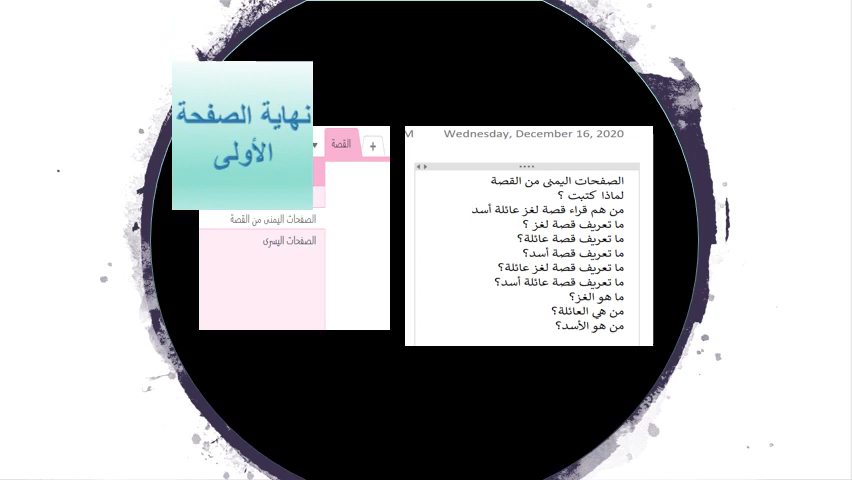 نهاية الصفحة
الأولى
القصة
الصفحات اليمنى من القصة
الصفحات اليسرى
M
Wednesday, December 16, 2020
الصفحات اليمنى من القصة
لماذا كتبت ؟
من هم قراء قصة لغز عائلة أسد
ما تعريف قصة لغز ؟
ما تعريف قصة عائلة؟
ما تعريف قصة أسد؟
ما تعريف قصة لغز عائلة؟
ما تعريف قصة عائلة أسد؟
ما هو الغز؟
من هي العائلة؟
من هو الأسد؟